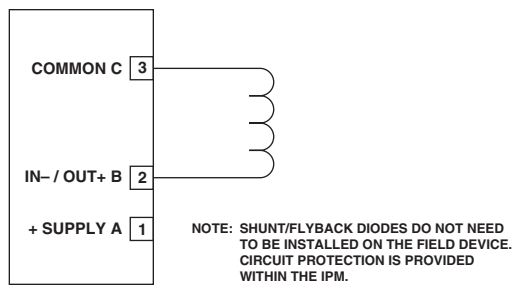 COMMON C 3
IN– / OUT+ B 2
+ SUPPLY A 1
NOTE: SHUNT/FLYBACK DIODES DO NOT NEED
TO BE INSTALLED ON THE FIELD DEVICE.
CIRCUIT PROTECTION IS PROVIDED
WITHIN THE IPM.